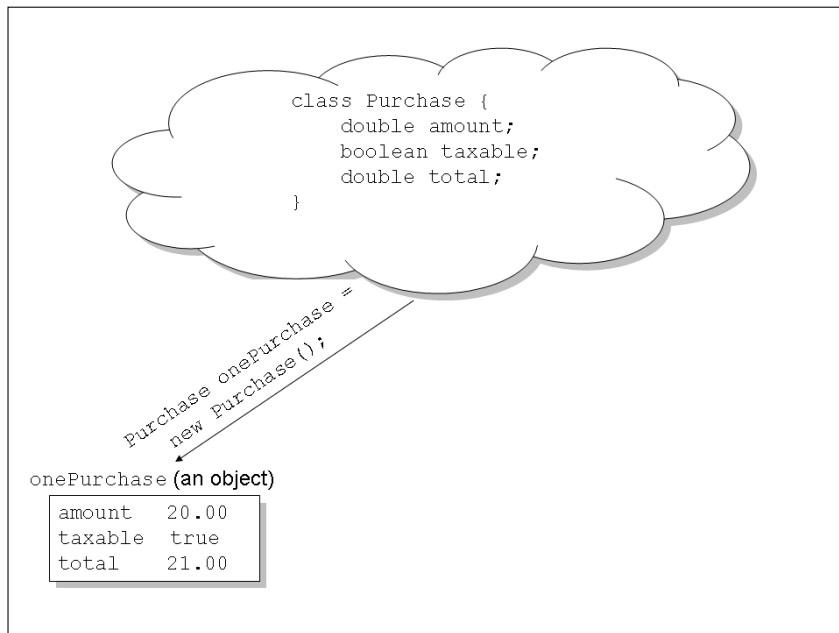 class Purchase {
double amount;
boolean taxable;
double total;
}
Purchase onePurchase =
new Purchase();
onePurchase (an object)
amount 20.00
taxable true
total 21.00